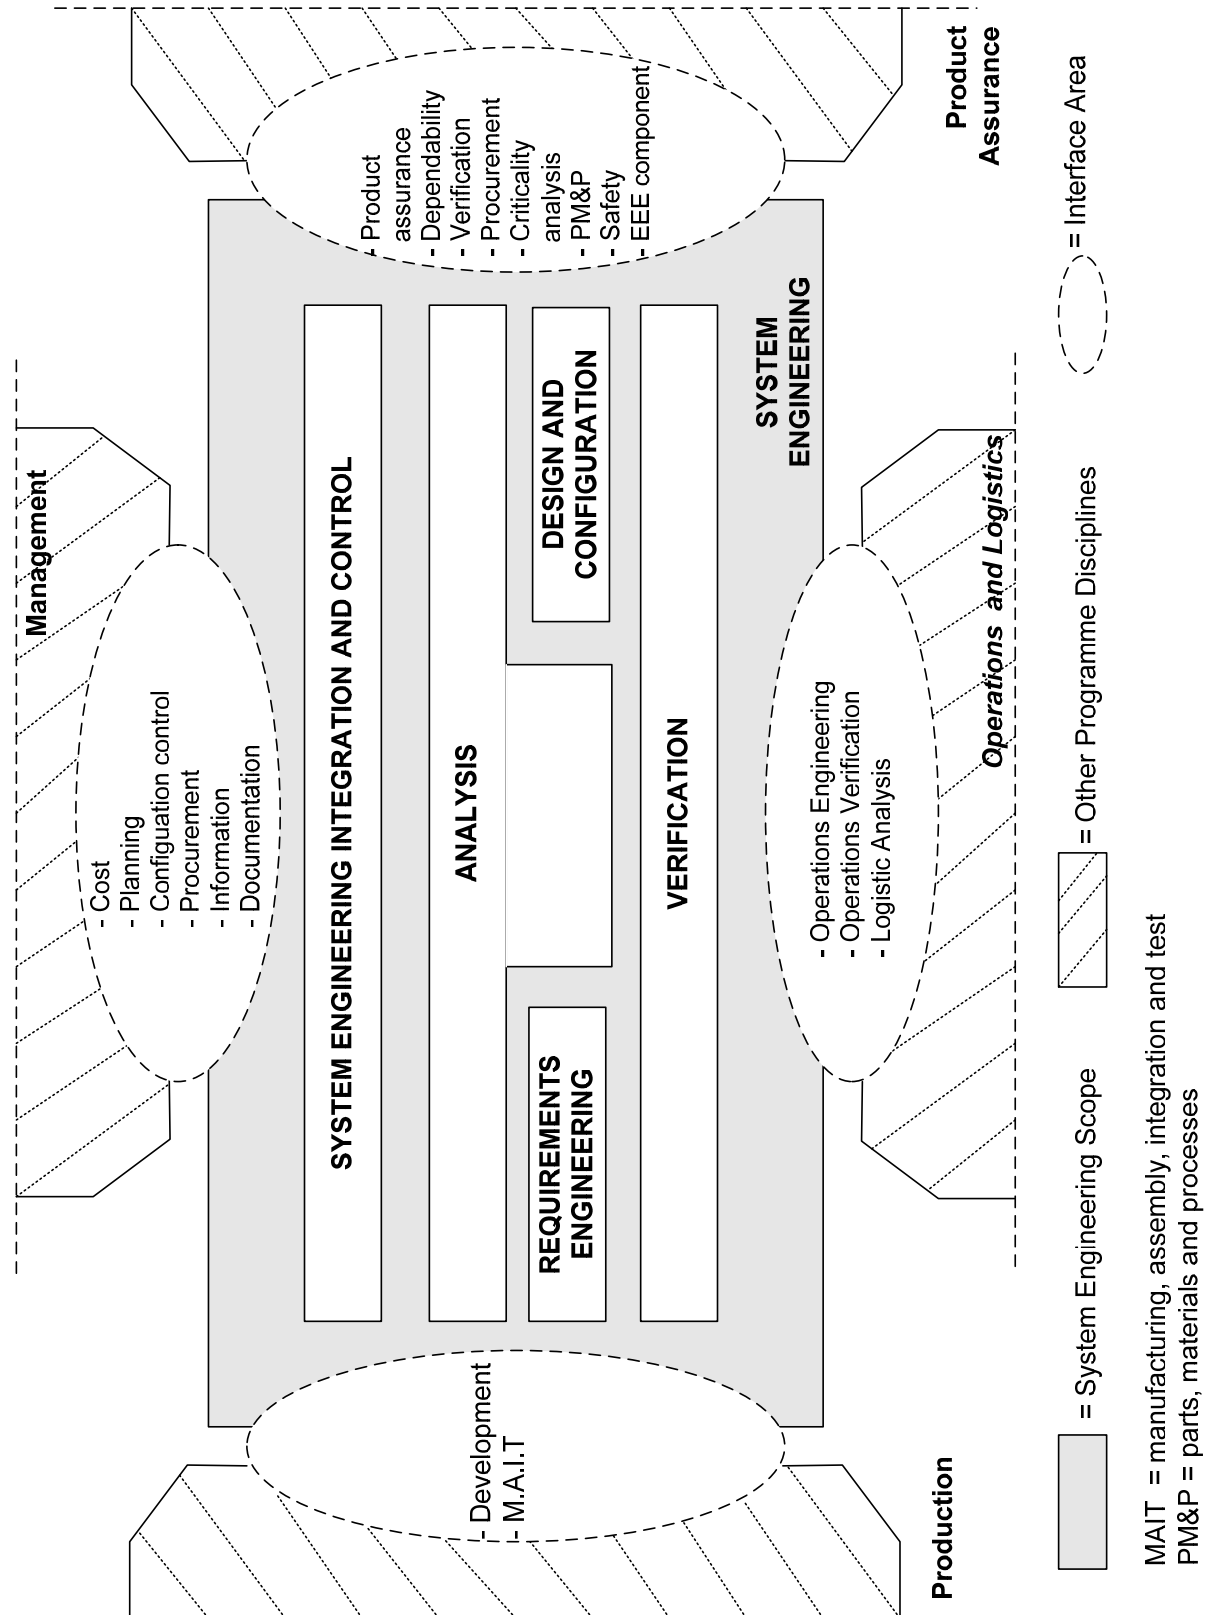 Management
- Cost
- Planning
- Configuation control
- Procurement
- Information
- Documentation
Production
- Development
- M.A.I.T
SYSTEM ENGINEERING INTEGRATION AND CONTROL
ANALYSIS
REQUIREMENTS
ENGINEERING
DESIGN AND
CONFIGURATION
VERIFICATION
SYSTEM
ENGINEERING
- Product
assurance
- Dependability
- Verification
- Procurement
- Criticality
analysis
- PM&P
- Safety
- EEE component
Product
Assurance
- Operations Engineering
- Operations Verification
- Logistic Analysis
Operations and Logistics
= System Engineering Scope
= Other Programme Disciplines
= Interface Area
MAIT = manufacturing, assembly, integration and test
PM&P = parts, materials and processes